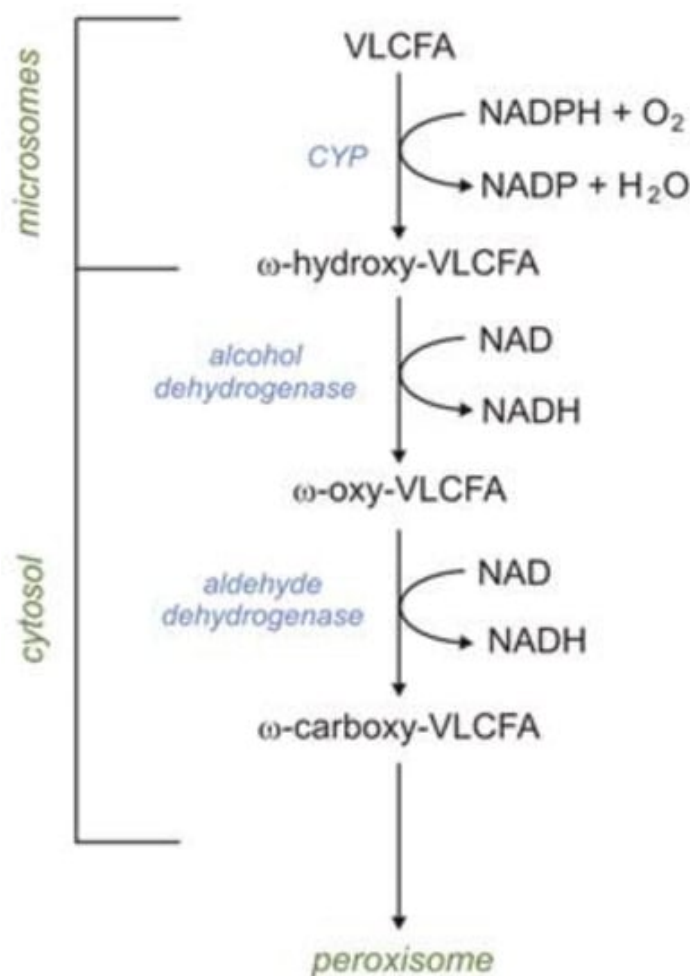 microsomes
VLCFA
CYP
NADPH + O₂
NADP + H₂O
ω-hydroxy-VLCFA
alcohol
dehydrogenase
NAD
NADH
ω-oxy-VLCFA
cytosol
aldehyde
dehydrogenase
NAD
NADH
ω-carboxy-VLCFA
peroxisome